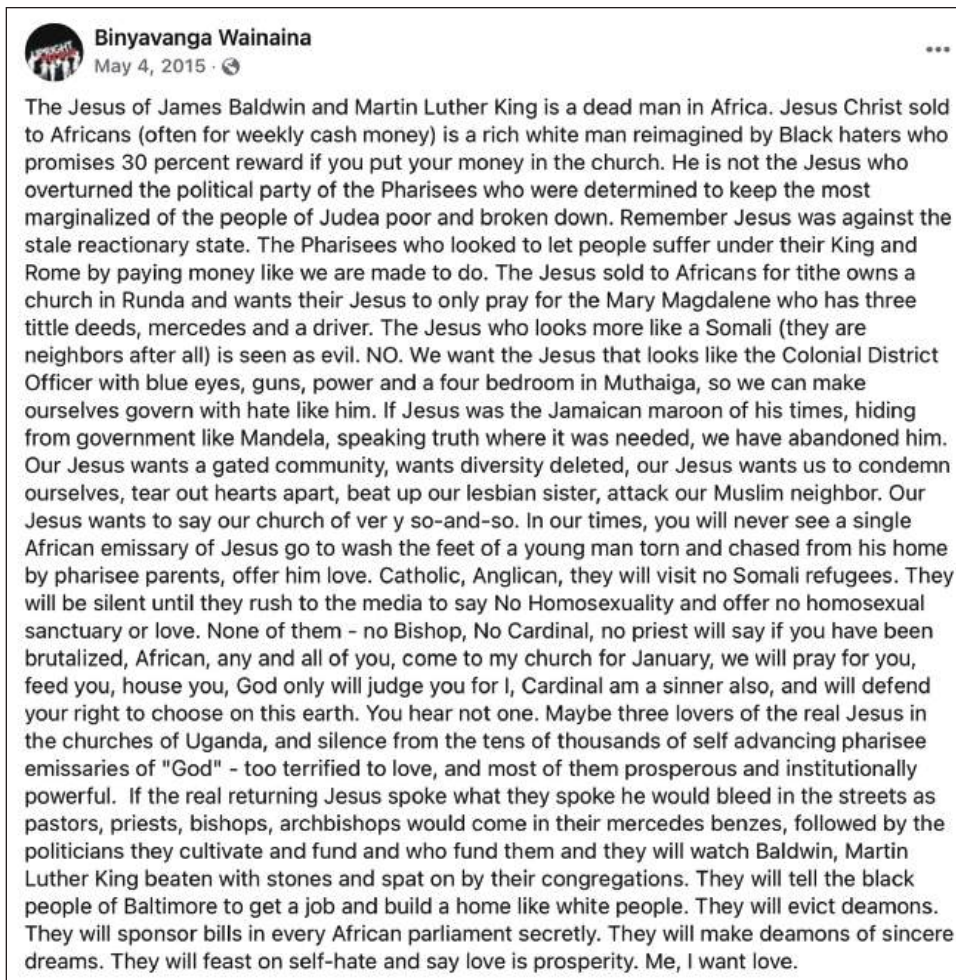 Binyavanga Wainaina
May 4, 2015 ·
The Jesus of James Baldwin and Martin Luther King is a dead man in Africa. Jesus Christ sold
to Africans (often for weekly cash money) is a rich white man reimagined by Black haters who
promises 30 percent reward if you put your money in the church. He is not the Jesus who
overturned the political party of the Pharisees who were determined to keep the most
marginalized of the people of Judea poor and broken down. Remember Jesus was against the
stale reactionary state. The Pharisees who looked to let people suffer under their King and
Rome by paying money like we are made to do. The Jesus sold to Africans for tithe owns a
church in Runda and wants their Jesus to only pray for the Mary Magdalene who has three
tittle deeds, mercedes and a driver. The Jesus who looks more like a Somali (they are
neighbors after all) is seen as evil. NO. We want the Jesus that looks like the Colonial District
Officer with blue eyes, guns, power and a four bedroom in Muthaiga, so we can make
ourselves govern with hate like him. If Jesus was the Jamaican maroon of his times, hiding
from government like Mandela, speaking truth where it was needed, we have abandoned him.
Our Jesus wants a gated community, wants diversity deleted, our Jesus wants us to condemn
ourselves, tear out hearts apart, beat up our lesbian sister, attack our Muslim neighbor. Our
Jesus wants to say our church of ver y so-and-so. In our times, you will never see a single
African emissary of Jesus go to wash the feet of a young man torn and chased from his home
by pharisee parents, offer him love. Catholic, Anglican, they will visit no Somali refugees. They
will be silent until they rush to the media to say No Homosexuality and offer no homosexual
sanctuary or love. None of them - no Bishop, No Cardinal, no priest will say if you have been
brutalized, African, any and all of you, come to my church for January, we will pray for you,
feed you, house you, God only will judge you for I, Cardinal am a sinner also, and will defend
your right to choose on this earth. You hear not one. Maybe three lovers of the real Jesus in
the churches of Uganda, and silence from the tens of thousands of self advancing pharisee
emissaries of "God" - too terrified to love, and most of them prosperous and institutionally
powerful.  If the real returning Jesus spoke what they spoke he would bleed in the streets as
pastors, priests, bishops, archbishops would come in their mercedes benzes, followed by the
politicians they cultivate and fund and who fund them and they will watch Baldwin, Martin
Luther King beaten with stones and spat on by their congregations. They will tell the black
people of Baltimore to get a job and build a home like white people. They will evict deamons.
They will sponsor bills in every African parliament secretly. They will make deamons of sincere
dreams. They will feast on self-hate and say love is prosperity. Me, I want love.